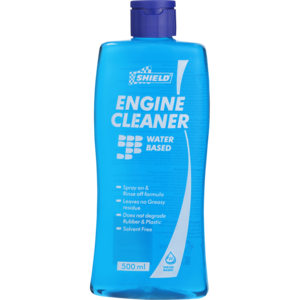 SHIELD
ENGINE
CLEANER
WATER
BASED
Spray on &
Rinse off formula
Leaves no Greasy
residue
Does not degrade
Rubber & Plastic
Solvent Free
500 ml